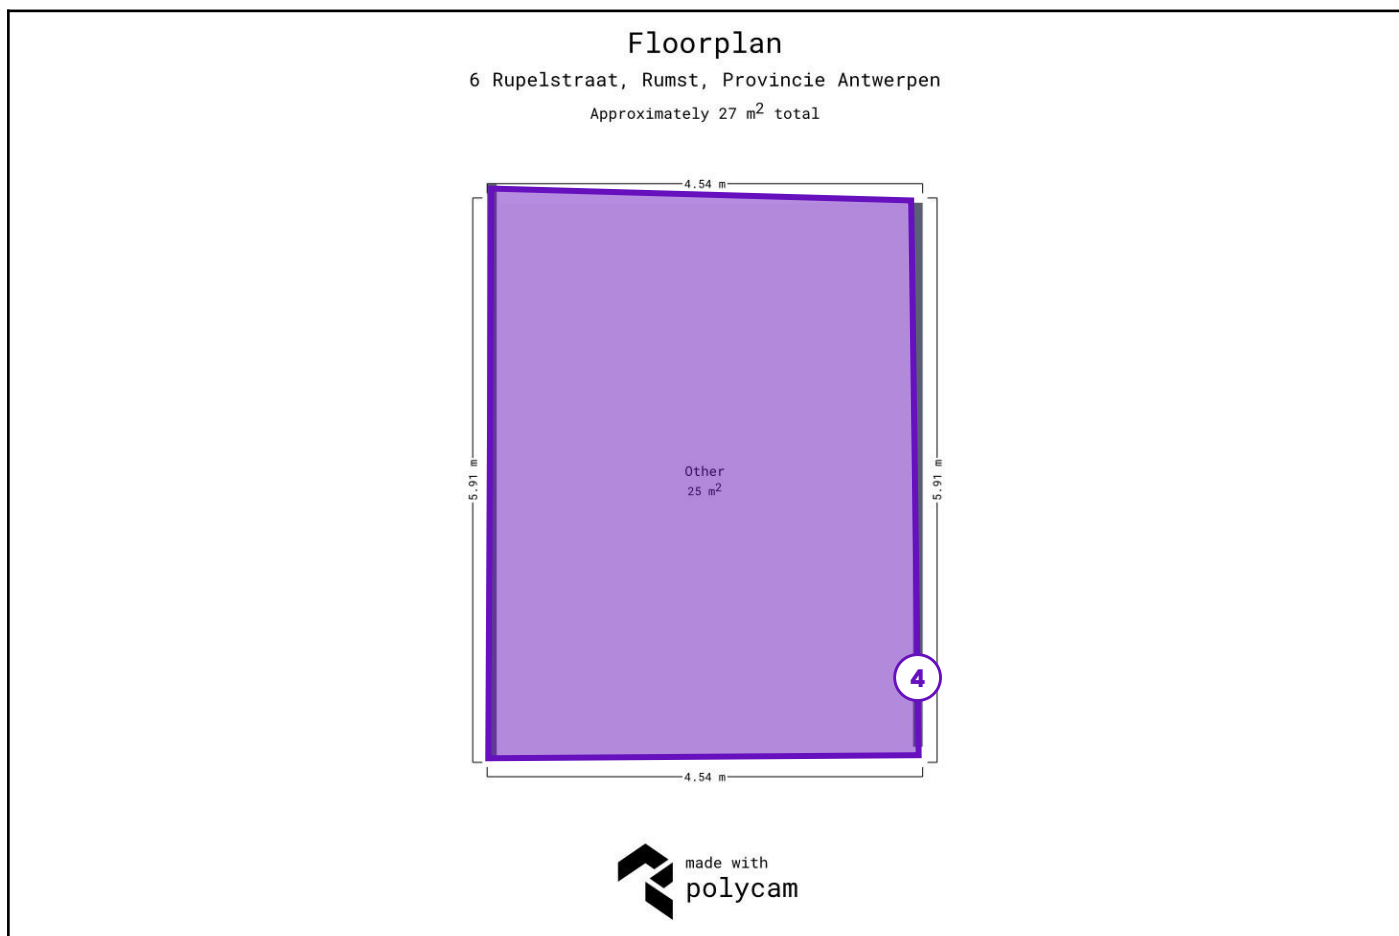 Floorplan
6 Rupelstraat, Rumst, Provincie Antwerpen
Approximately 27 m² total
4.54 m
5.91 m
Other
25 m²
5.91 m
4
4.54 m
made with
polycam